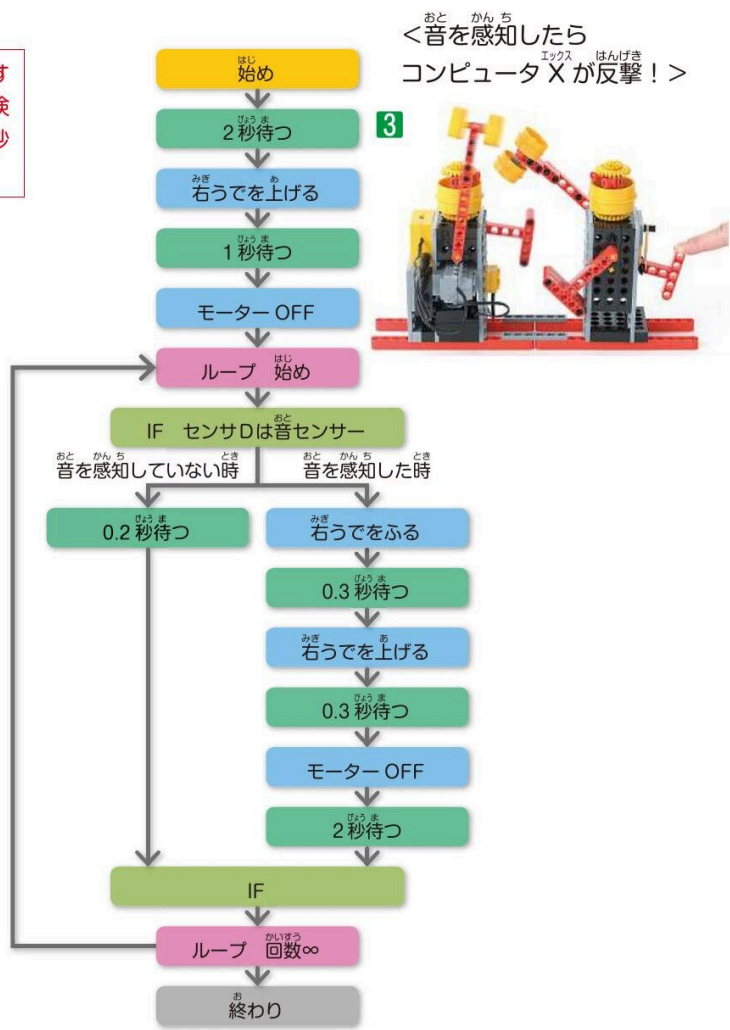 <音を感知したら
コンピュータXが反撃！>
す
険
秒
3
始め
2秒待つ
右うでを上げる
1秒待つ
モーターOFF
ループ 始め
IF センサDは音センサー
音を感知していない時
音を感知した時
0.2秒待つ
右うでをふる
0.3秒待つ
右うでを上げる
0.3秒待つ
モーターOFF
2秒待つ
IF
ループ 回数∞
終わり